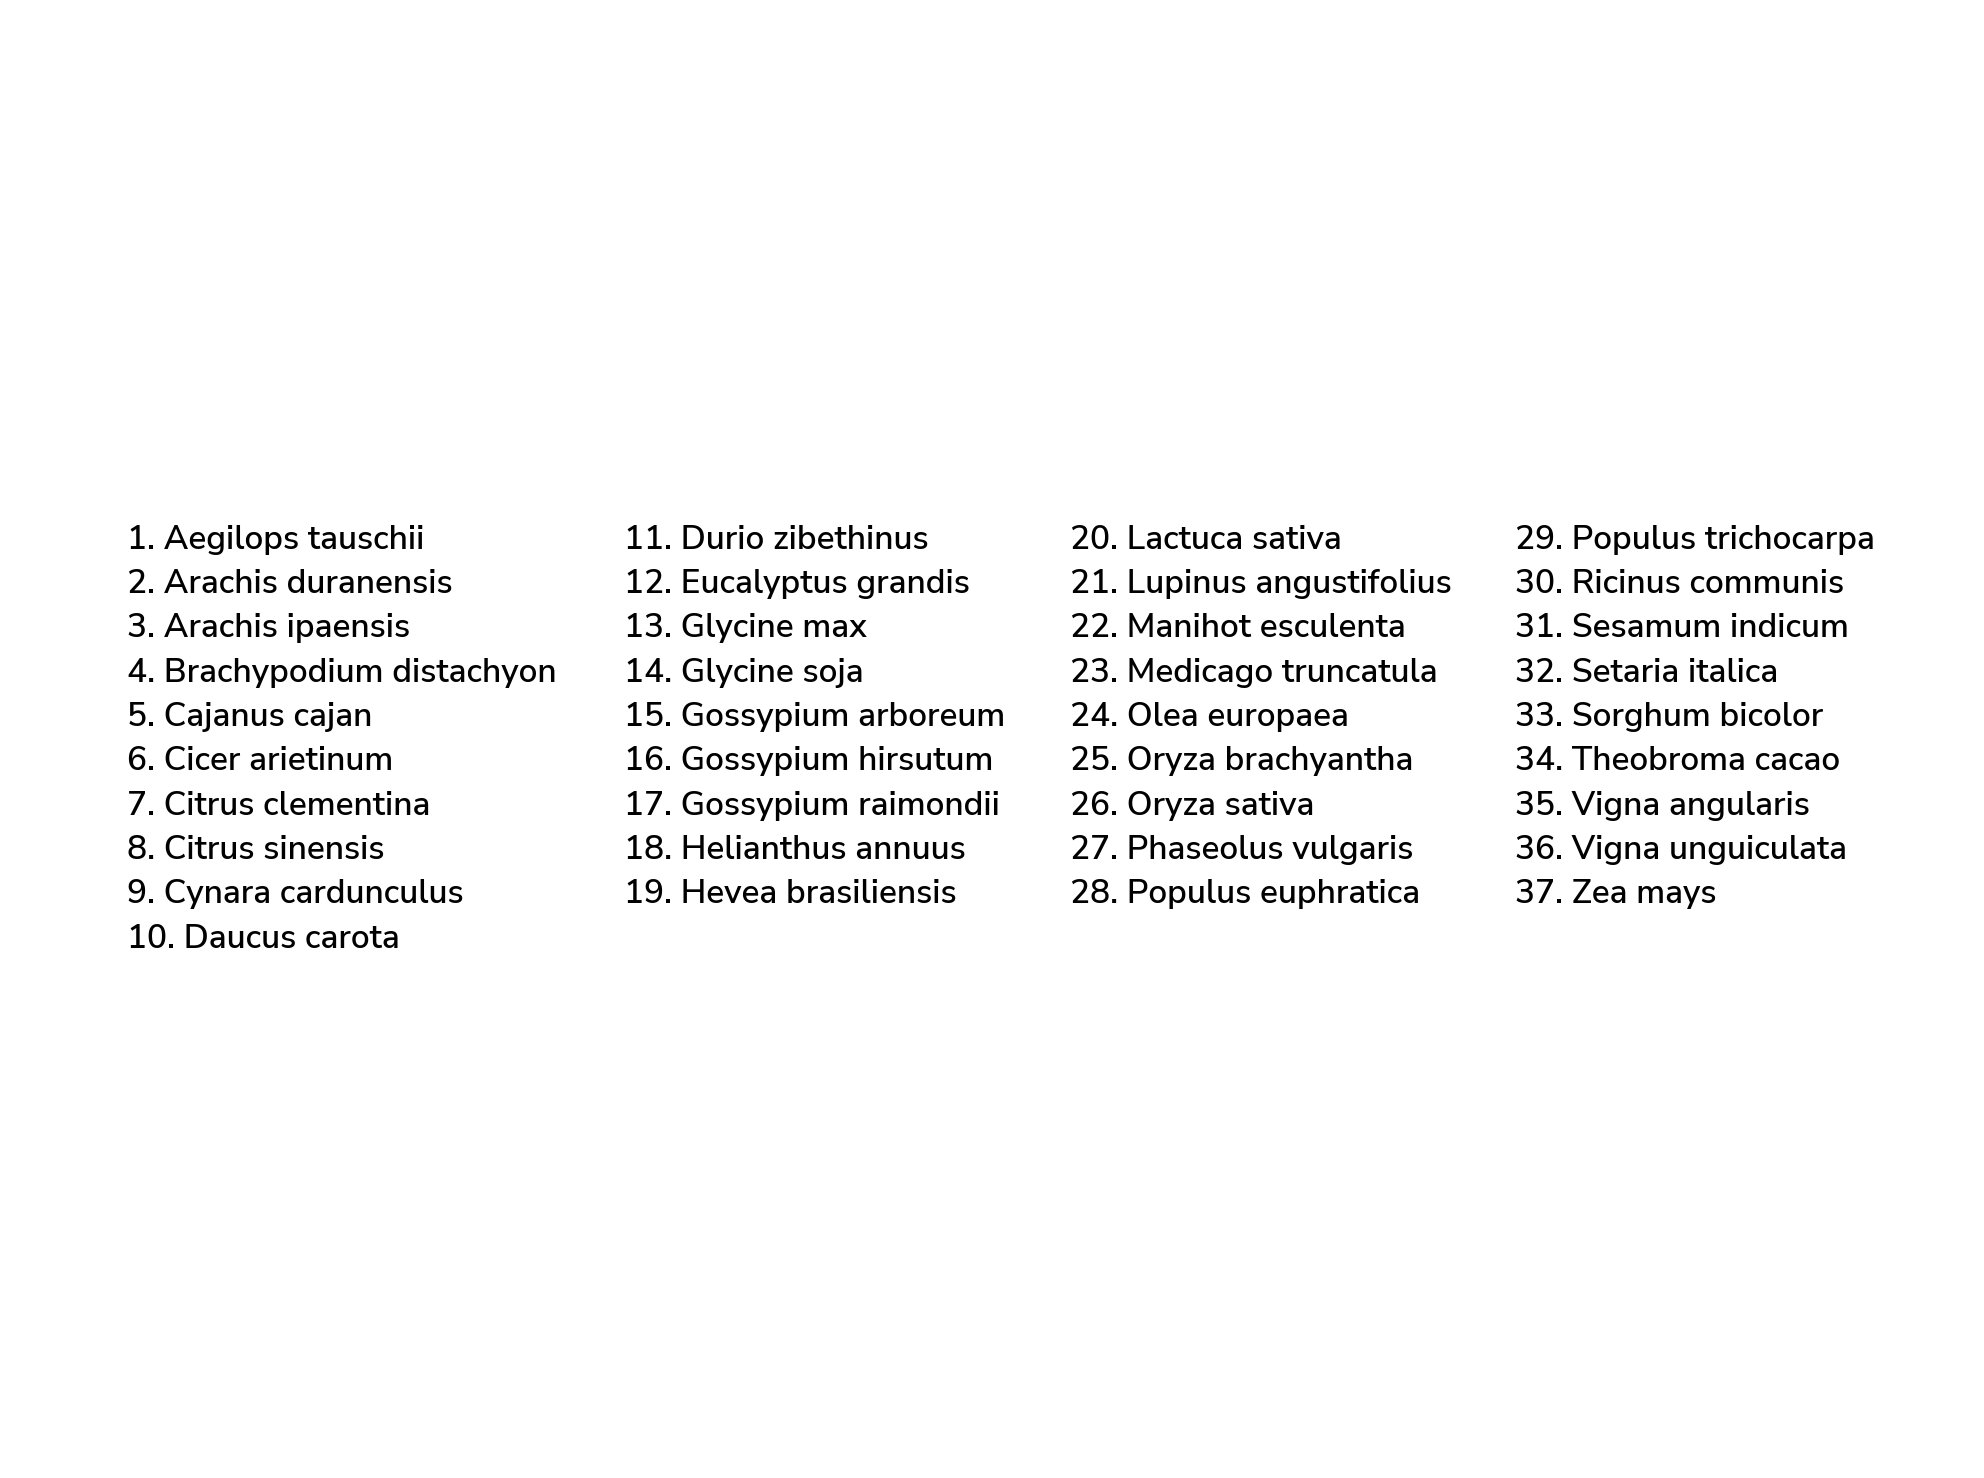 1. Aegilops tauschii
2. Arachis duranensis
3. Arachis ipaensis
4. Brachypodium distachyon
5. Cajanus cajan
6. Cicer arietinum
7. Citrus clementina
8. Citrus sinensis
9. Cynara cardunculus
10. Daucus carota
11. Durio zibethinus
12. Eucalyptus grandis
13. Glycine max
14. Glycine soja
15. Gossypium arboreum
16. Gossypium hirsutum
17. Gossypium raimondii
18. Helianthus annuus
19. Hevea brasiliensis
20. Lactuca sativa
21. Lupinus angustifolius
22. Manihot esculenta
23. Medicago truncatula
24. Olea europaea
25. Oryza brachyantha
26. Oryza sativa
27. Phaseolus vulgaris
28. Populus euphratica
29. Populus trichocarpa
30. Ricinus communis
31. Sesamum indicum
32. Setaria italica
33. Sorghum bicolor
34. Theobroma cacao
35. Vigna angularis
36. Vigna unguiculata
37. Zea mays